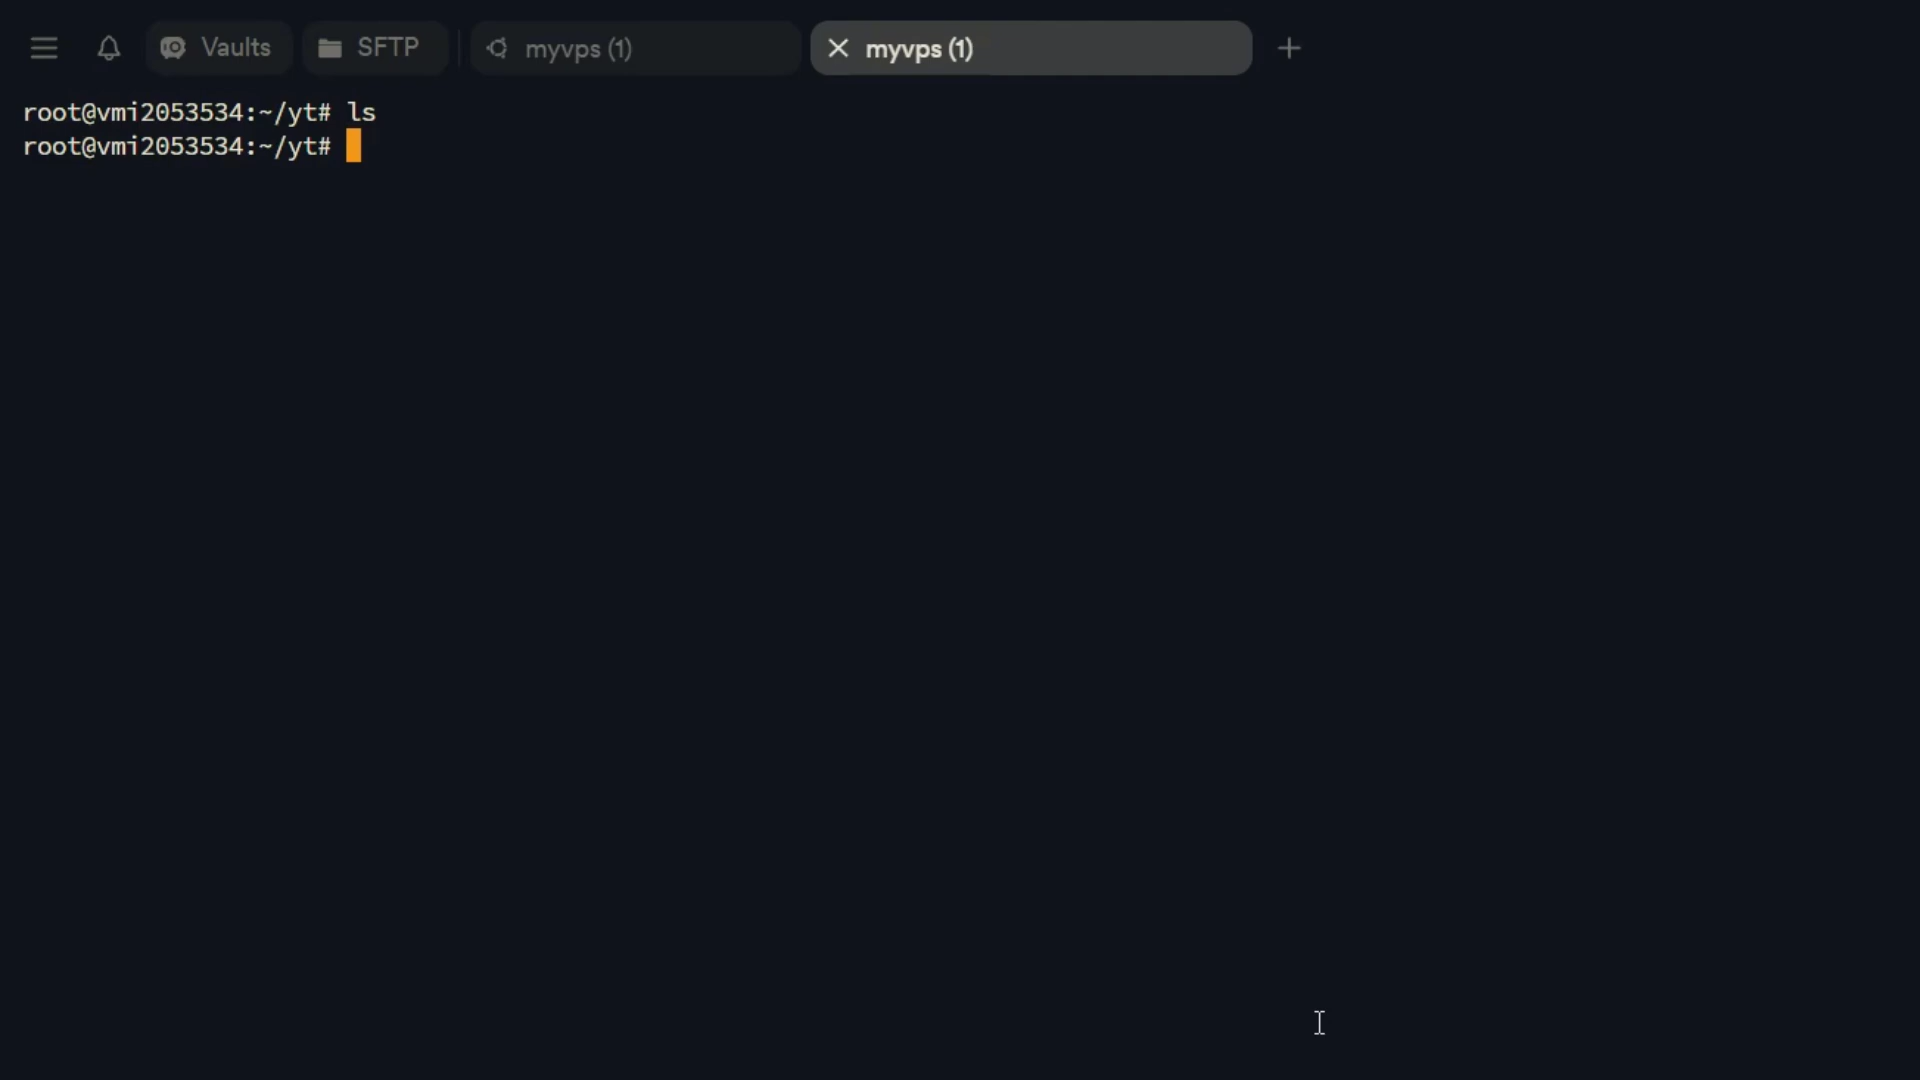 Vaults SFTP myvps (1) myvps (1)
root@vmi2053534:~/yt# ls
root@vmi2053534:~/yt#